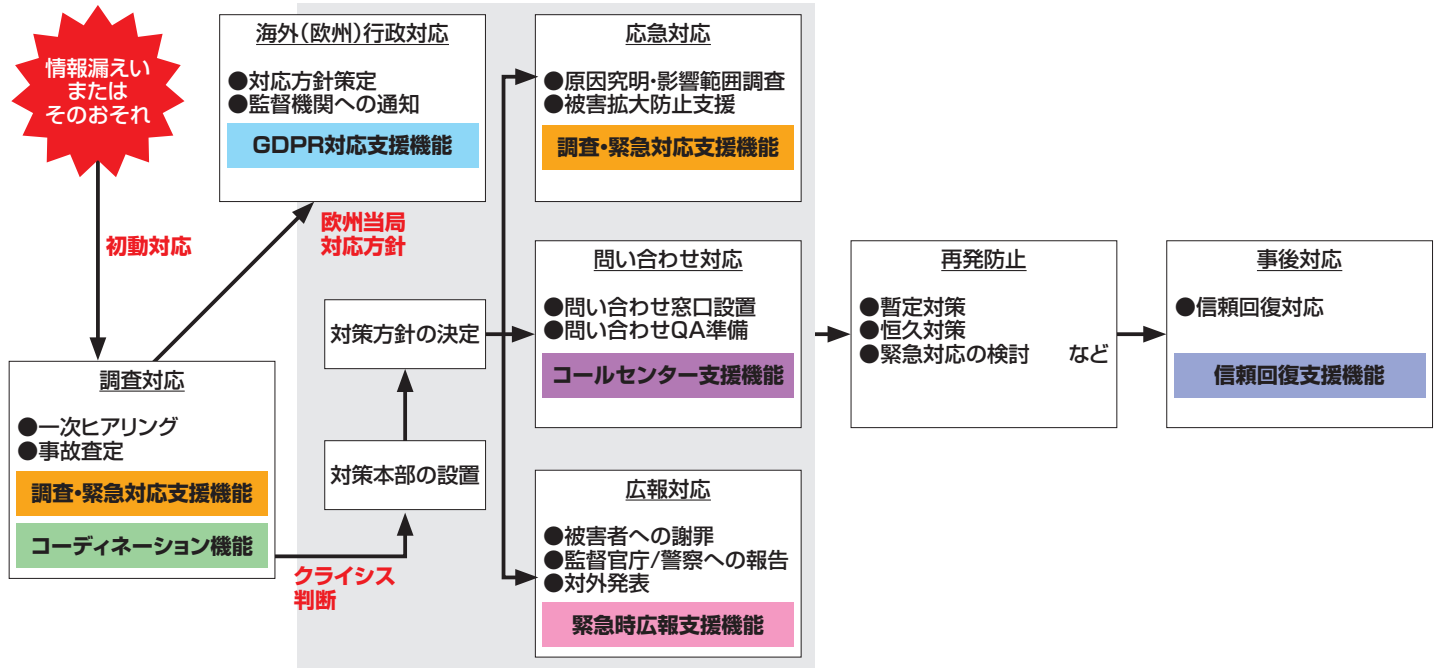 情報漏えい
または
そのおそれ
初動対応
調査対応
●一次ヒアリング
●事故査定
調査・緊急対応支援機能
コーディネーション機能
海外(欧州)行政対応
●対応方針策定
●監督機関への通知
GDPR対応支援機能
欧州当局
対応方針
クライシス
判断
対策本部の設置
対策方針の決定
応急対応
●原因究明・影響範囲調査
●被害拡大防止支援
調査・緊急対応支援機能
問い合わせ対応
●問い合わせ窓口設置
●問い合わせQA準備
コールセンター支援機能
広報対応
●被害者への謝罪
●監督官庁/警察への報告
●対外発表
緊急時広報支援機能
再発防止
●暫定対策
●恒久対策
●緊急対応の検討 など
事後対応
●信頼回復対応
信頼回復支援機能